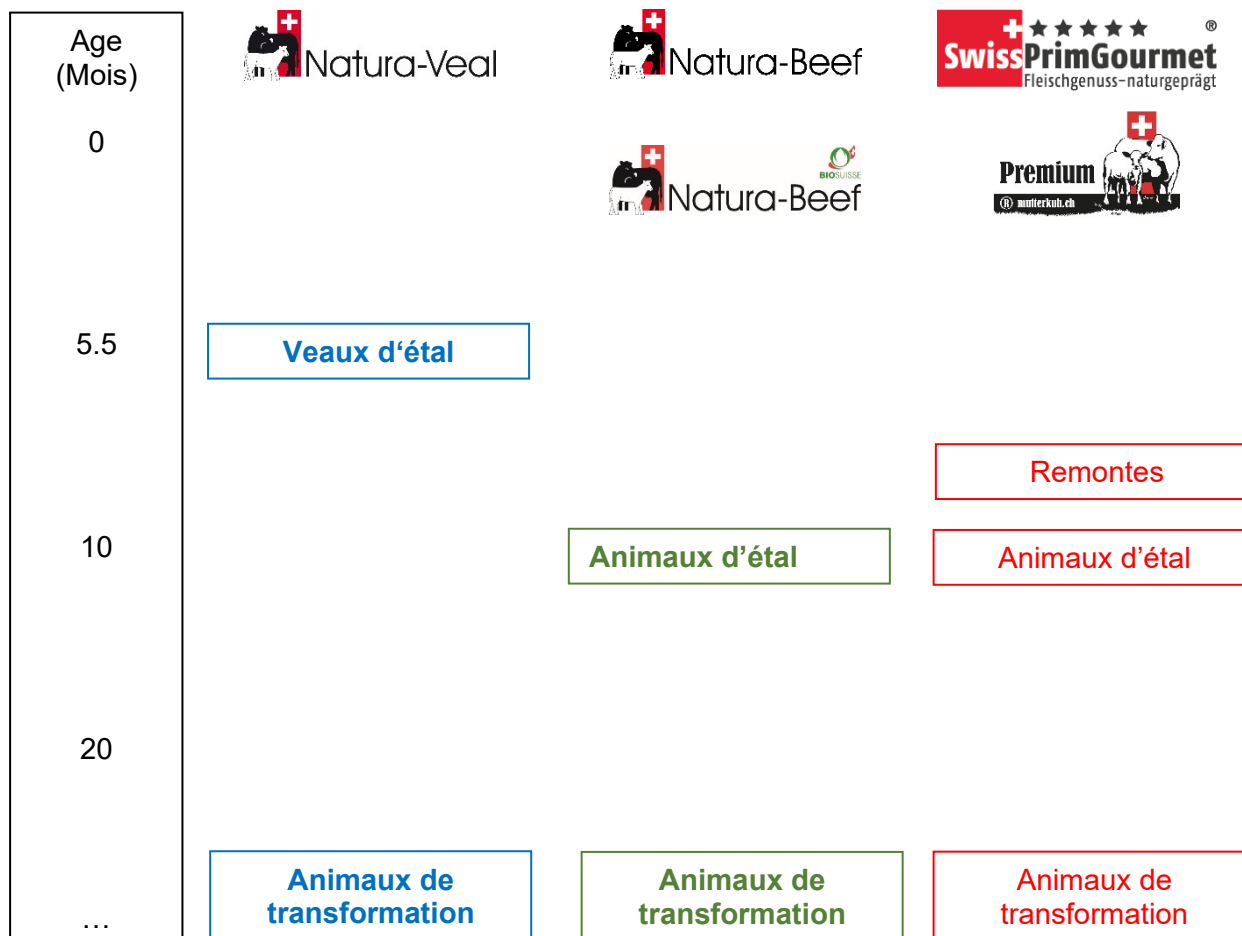 Age
(Mois)
Natura-Veal
Natura-Beef
SwissPrimGourmet ®
Fleischgenuss-naturgeprägt
0
BIOSUISSE
Natura-Beef
Premium
® mutterkuh.ch
5.5
Veaux d‘étal
Remontes
10
Animaux d’étal
Animaux d’étal
20
Animaux de
transformation
Animaux de
transformation
Animaux de
transformation
…